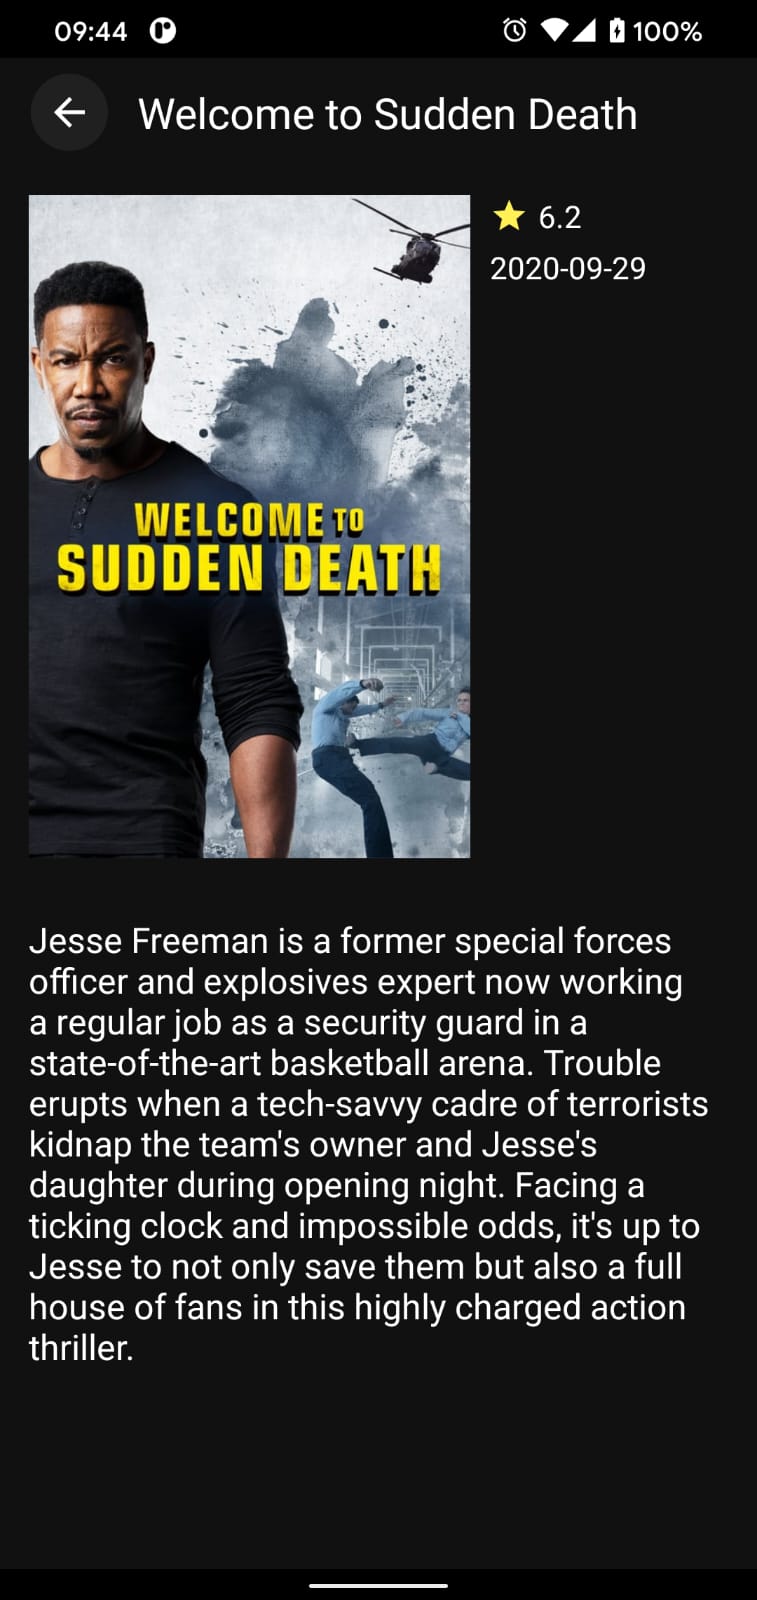 09:44
100%
Welcome to Sudden Death
6.2
2020-09-29
WELCOME TO
SUDDEN DEATH
Jesse Freeman is a former special forces
officer and explosives expert now working
a regular job as a security guard in a
state-of-the-art basketball arena. Trouble
erupts when a tech-savvy cadre of terrorists
kidnap the team's owner and Jesse's
daughter during opening night. Facing a
ticking clock and impossible odds, it's up to
Jesse to not only save them but also a full
house of fans in this highly charged action
thriller.